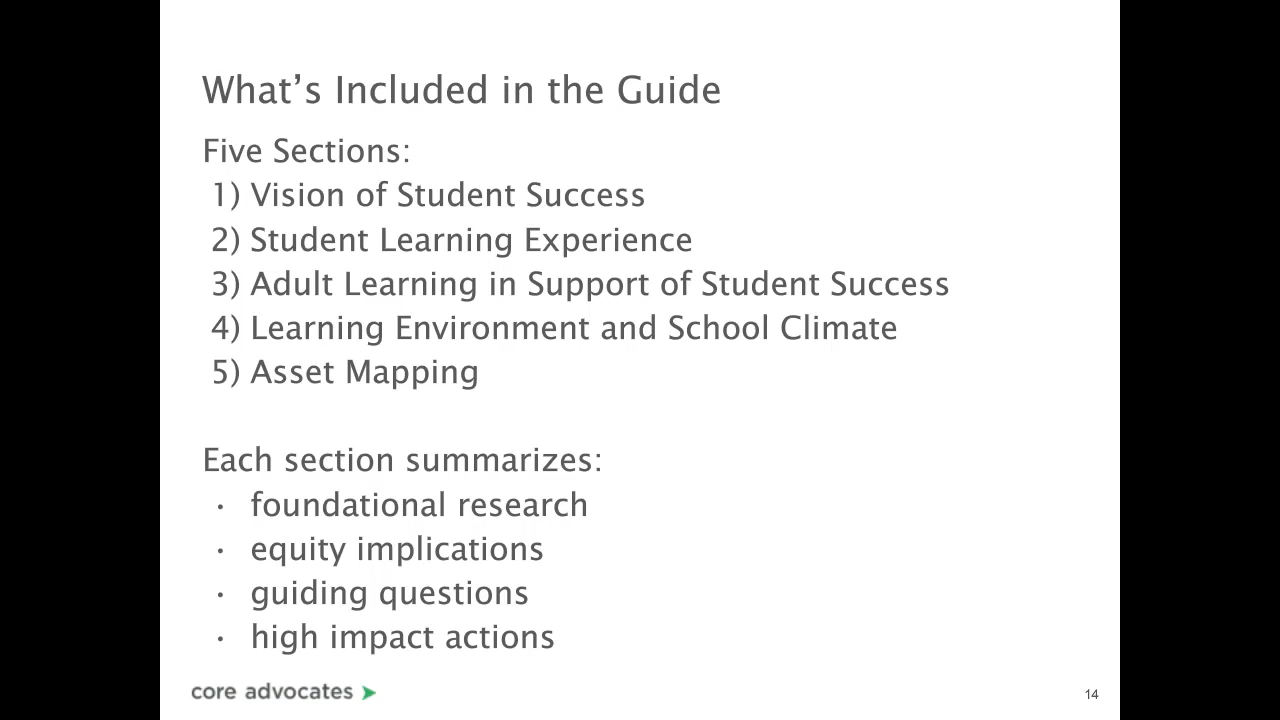 What’s Included in the Guide
Five Sections:
1) Vision of Student Success
2) Student Learning Experience
3) Adult Learning in Support of Student Success
4) Learning Environment and School Climate
5) Asset Mapping
Each section summarizes:
• foundational research
• equity implications
• guiding questions
• high impact actions
core advocates
14